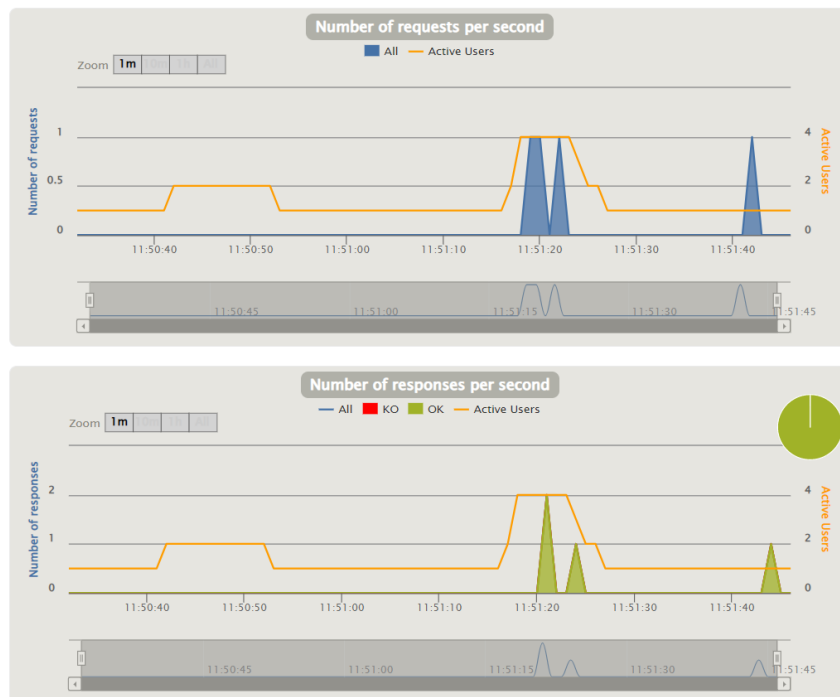 Number of requests per second
All Active Users
Zoom 1m 10m 1h All
Number of requests
1
0.5
0
4
2
0
Active Users
11:50:40 11:50:50 11:51:00 11:51:10 11:51:20 11:51:30 11:51:40
11:50:45 11:51:00 11:51:15 11:51:30 11:51:45
Number of responses per second
All KO OK Active Users
Zoom 1m 10m 1h All
Number of responses
2
1
0
4
2
0
Active Users
11:50:40 11:50:50 11:51:00 11:51:10 11:51:20 11:51:30 11:51:40
11:50:45 11:51:00 11:51:15 11:51:30 11:51:45